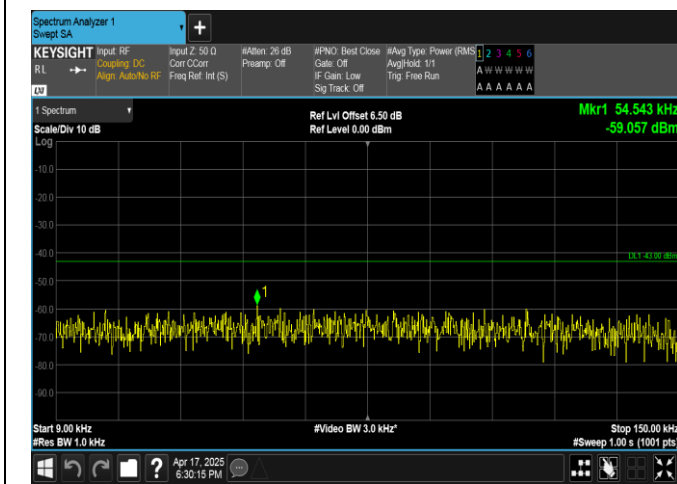 Spectrum Analyzer 1
Swept SA
+
KEYSIGHT Input: RF Input Z: 50 Ω #Atten: 26 dB #PNO: Best Close #Avg Type: Power (RMS 1 2 3 4 5 6
RL Coupling: DC Corr CCorr Preamp: Off Gate: Off Avg|Hold: 1/1 A W W W W W
Align: Auto/No RF Freq Ref: Int (S) IF Gain: Low Trig: Free Run
LXI Sig Track: Off A A A A A A
1 Spectrum Ref Lvl Offset 6.50 dB Mkr1 54.543 kHz
Scale/Div 10 dB Ref Level 0.00 dBm -59.057 dBm
Log
-10.0
-20.0
-30.0
-40.0
DL1 -43.00 dBm
-50.0
1
-60.0
-70.0
-80.0
-90.0
Start 9.00 kHz #Video BW 3.0 kHz* Stop 150.00 kHz
#Res BW 1.0 kHz #Sweep 1.00 s (1001 pts)
? Apr 17, 2025
6:30:15 PM